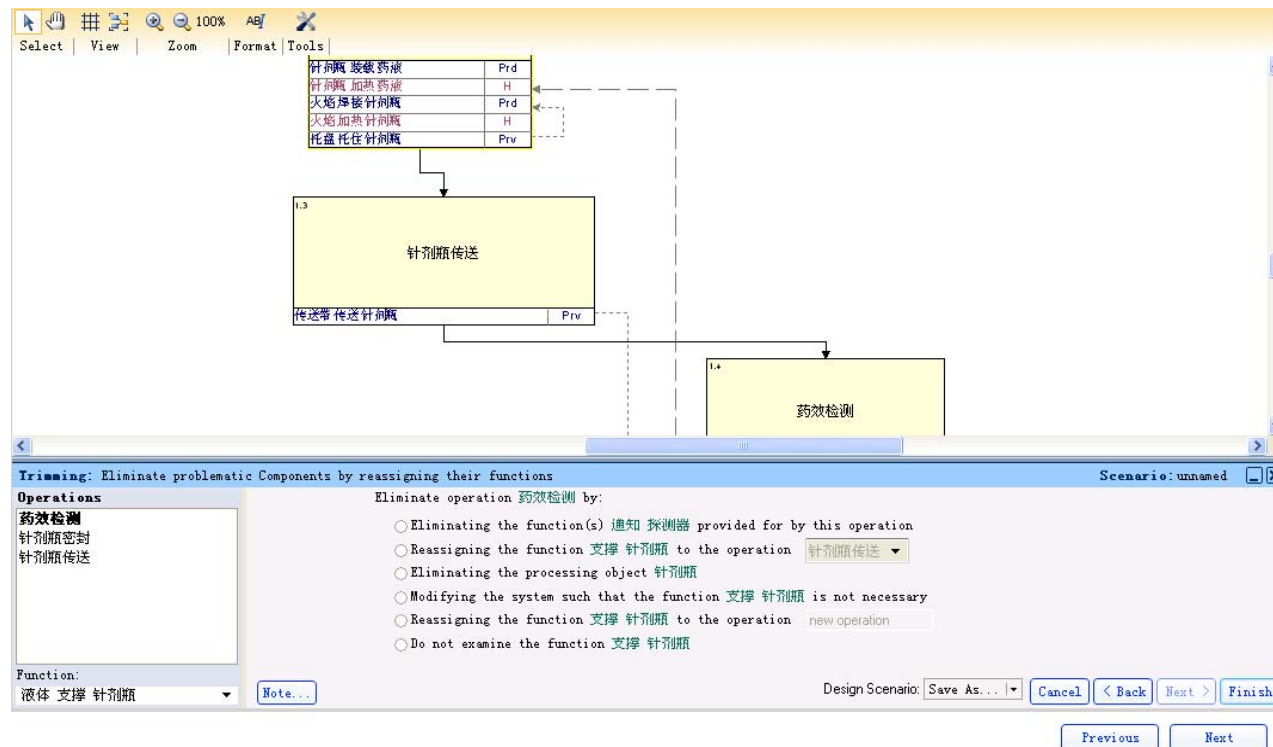 100% AB
Select View Zoom Format Tools
针剂瓶 装载 药液 Prd
针剂瓶 加热 药液 H
火焰 焊接 针剂瓶 Prd
火焰 加热 针剂瓶 H
托盘 托住 针剂瓶 Prv
1.3
针剂瓶传送
传送带 传送 针剂瓶 Prv
1.4
药效检测
Trimming: Eliminate problematic Components by reassigning their functions Scenario: unnamed
Operations
药效检测
针剂瓶密封
针剂瓶传送
Eliminate operation 药效检测 by:
Eliminating the function(s) 通知 探测器 provided for by this operation
Reassigning the function 支撑 针剂瓶 to the operation 针剂瓶传送
Eliminating the processing object 针剂瓶
Modifying the system such that the function 支撑 针剂瓶 is not necessary
Reassigning the function 支撑 针剂瓶 to the operation new operation
Do not examine the function 支撑 针剂瓶
Function:
液体 支撑 针剂瓶
Note...
Design Scenario: Save As... Cancel < Back Next > Finish
Previous Next